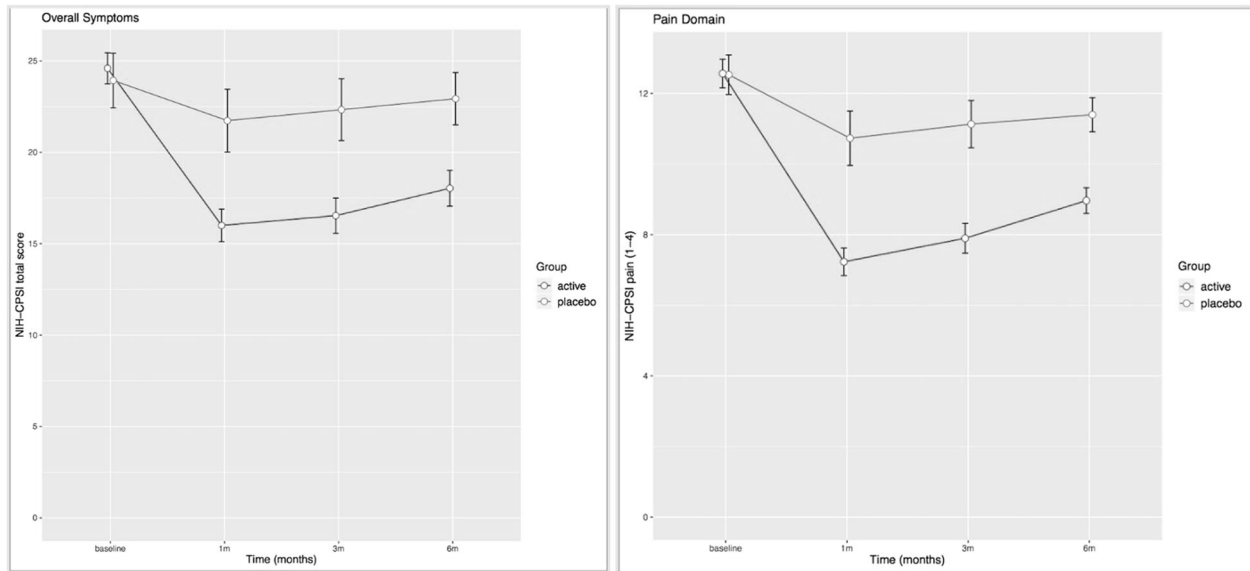 Overall Symptoms
NIH-CPSI total score
25
20
15
10
5
0
baseline
1m
3m
6m
Time (months)
Group
active
placebo
Pain Domain
NIH-CPSI pain (1-4)
12
8
4
0
baseline
1m
3m
6m
Time (months)
Group
active
placebo